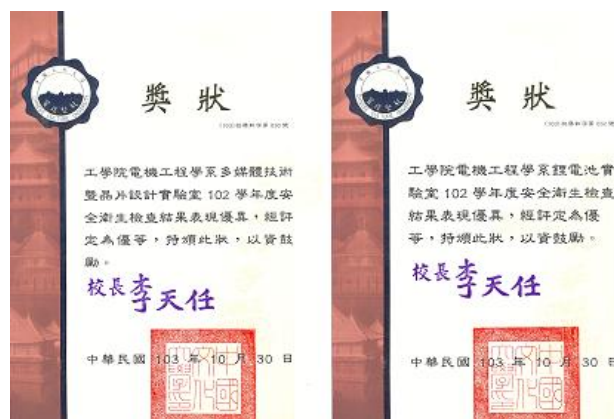 獎狀
工學院電機工程學系多媒體技術
暨晶片設計實驗室 102 學年度安
全衛生檢查結果表現優異，經評
定為優等，特頒此狀，以資鼓
勵。
校長李天任
中華民國 103 年 10 月 30 日
獎狀
工學院電機工程學系鋰電池實
驗室 102 學年度安全衛生檢查
結果表現優異，經評定為優
等，特頒此狀，以資鼓勵。
校長李天任
中華民國 103 年 10 月 30 日